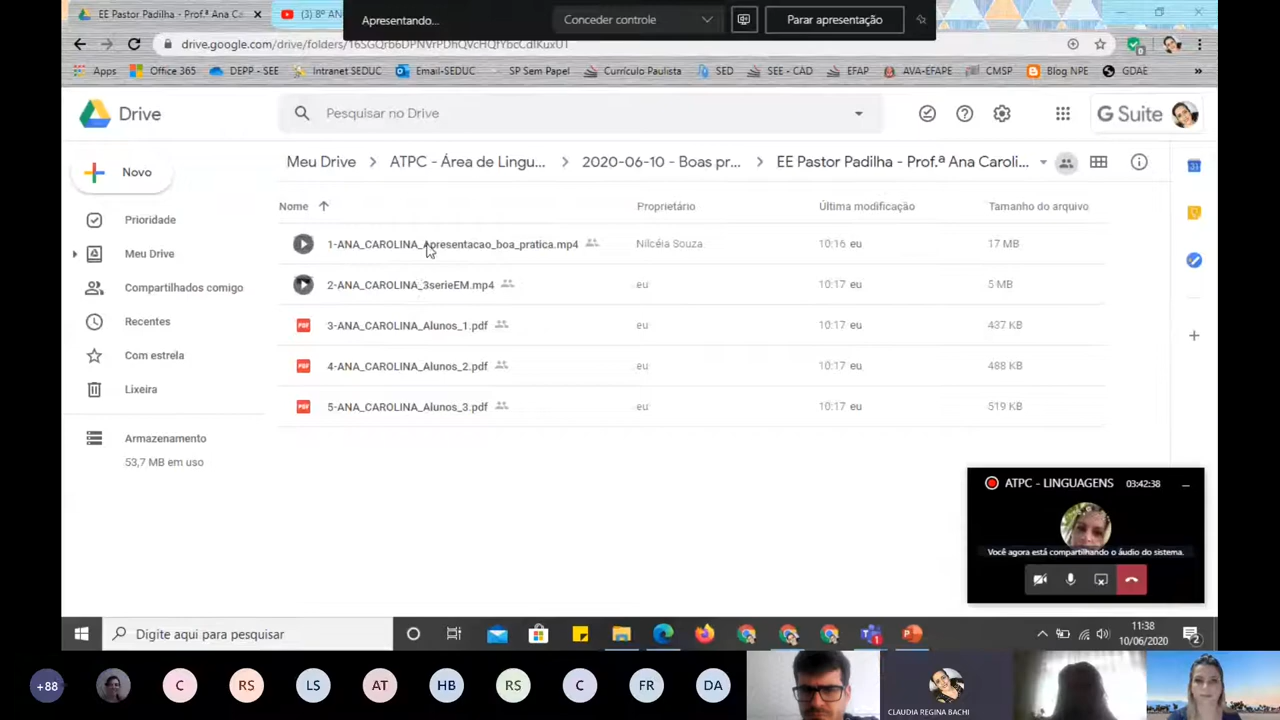 EE Pastor Padilha - Prof.ª Ana C
(3) 8º AN
Apresentando...
Conceder controle
Parar apresentação
Apps
Office 365
DEPP - SEE
Intra-SEDUC
Email-SEDUC
SP Sem Papel
Currículo Paulista
SED
SEE - CAD
EFAP
AVA-EFAPE
CMSP
Blog NPE
GDAE
»
Drive
Pesquisar no Drive
G Suite
Novo
Meu Drive
ATPC - Área de Lingu...
2020-06-10 - Boas pr...
EE Pastor Padilha - Prof.ª Ana Caroli...
Prioridade
Meu Drive
Compartilhados comigo
Recentes
Com estrela
Lixeira
Armazenamento
53,7 MB em uso
Nome
Proprietário
Última modificação
Tamanho do arquivo
1-ANA_CAROLINA_Apresentacao_boa_pratica.mp4 Nilcéia Souza 10:16 eu 17 MB
2-ANA_CAROLINA_3serieEM.mp4 eu 10:17 eu 5 MB
3-ANA_CAROLINA_Alunos_1.pdf eu 10:17 eu 437 KB
4-ANA_CAROLINA_Alunos_2.pdf eu 10:17 eu 488 KB
5-ANA_CAROLINA_Alunos_3.pdf eu 10:17 eu 519 KB
ATPC - LINGUAGENS 03:42:38
Você agora está compartilhando o áudio do sistema.
Digite aqui para pesquisar
11:38
10/06/2020
2
+88
C
RS
LS
AT
HB
RS
C
FR
DA
CLAUDIA REGINA BACHI